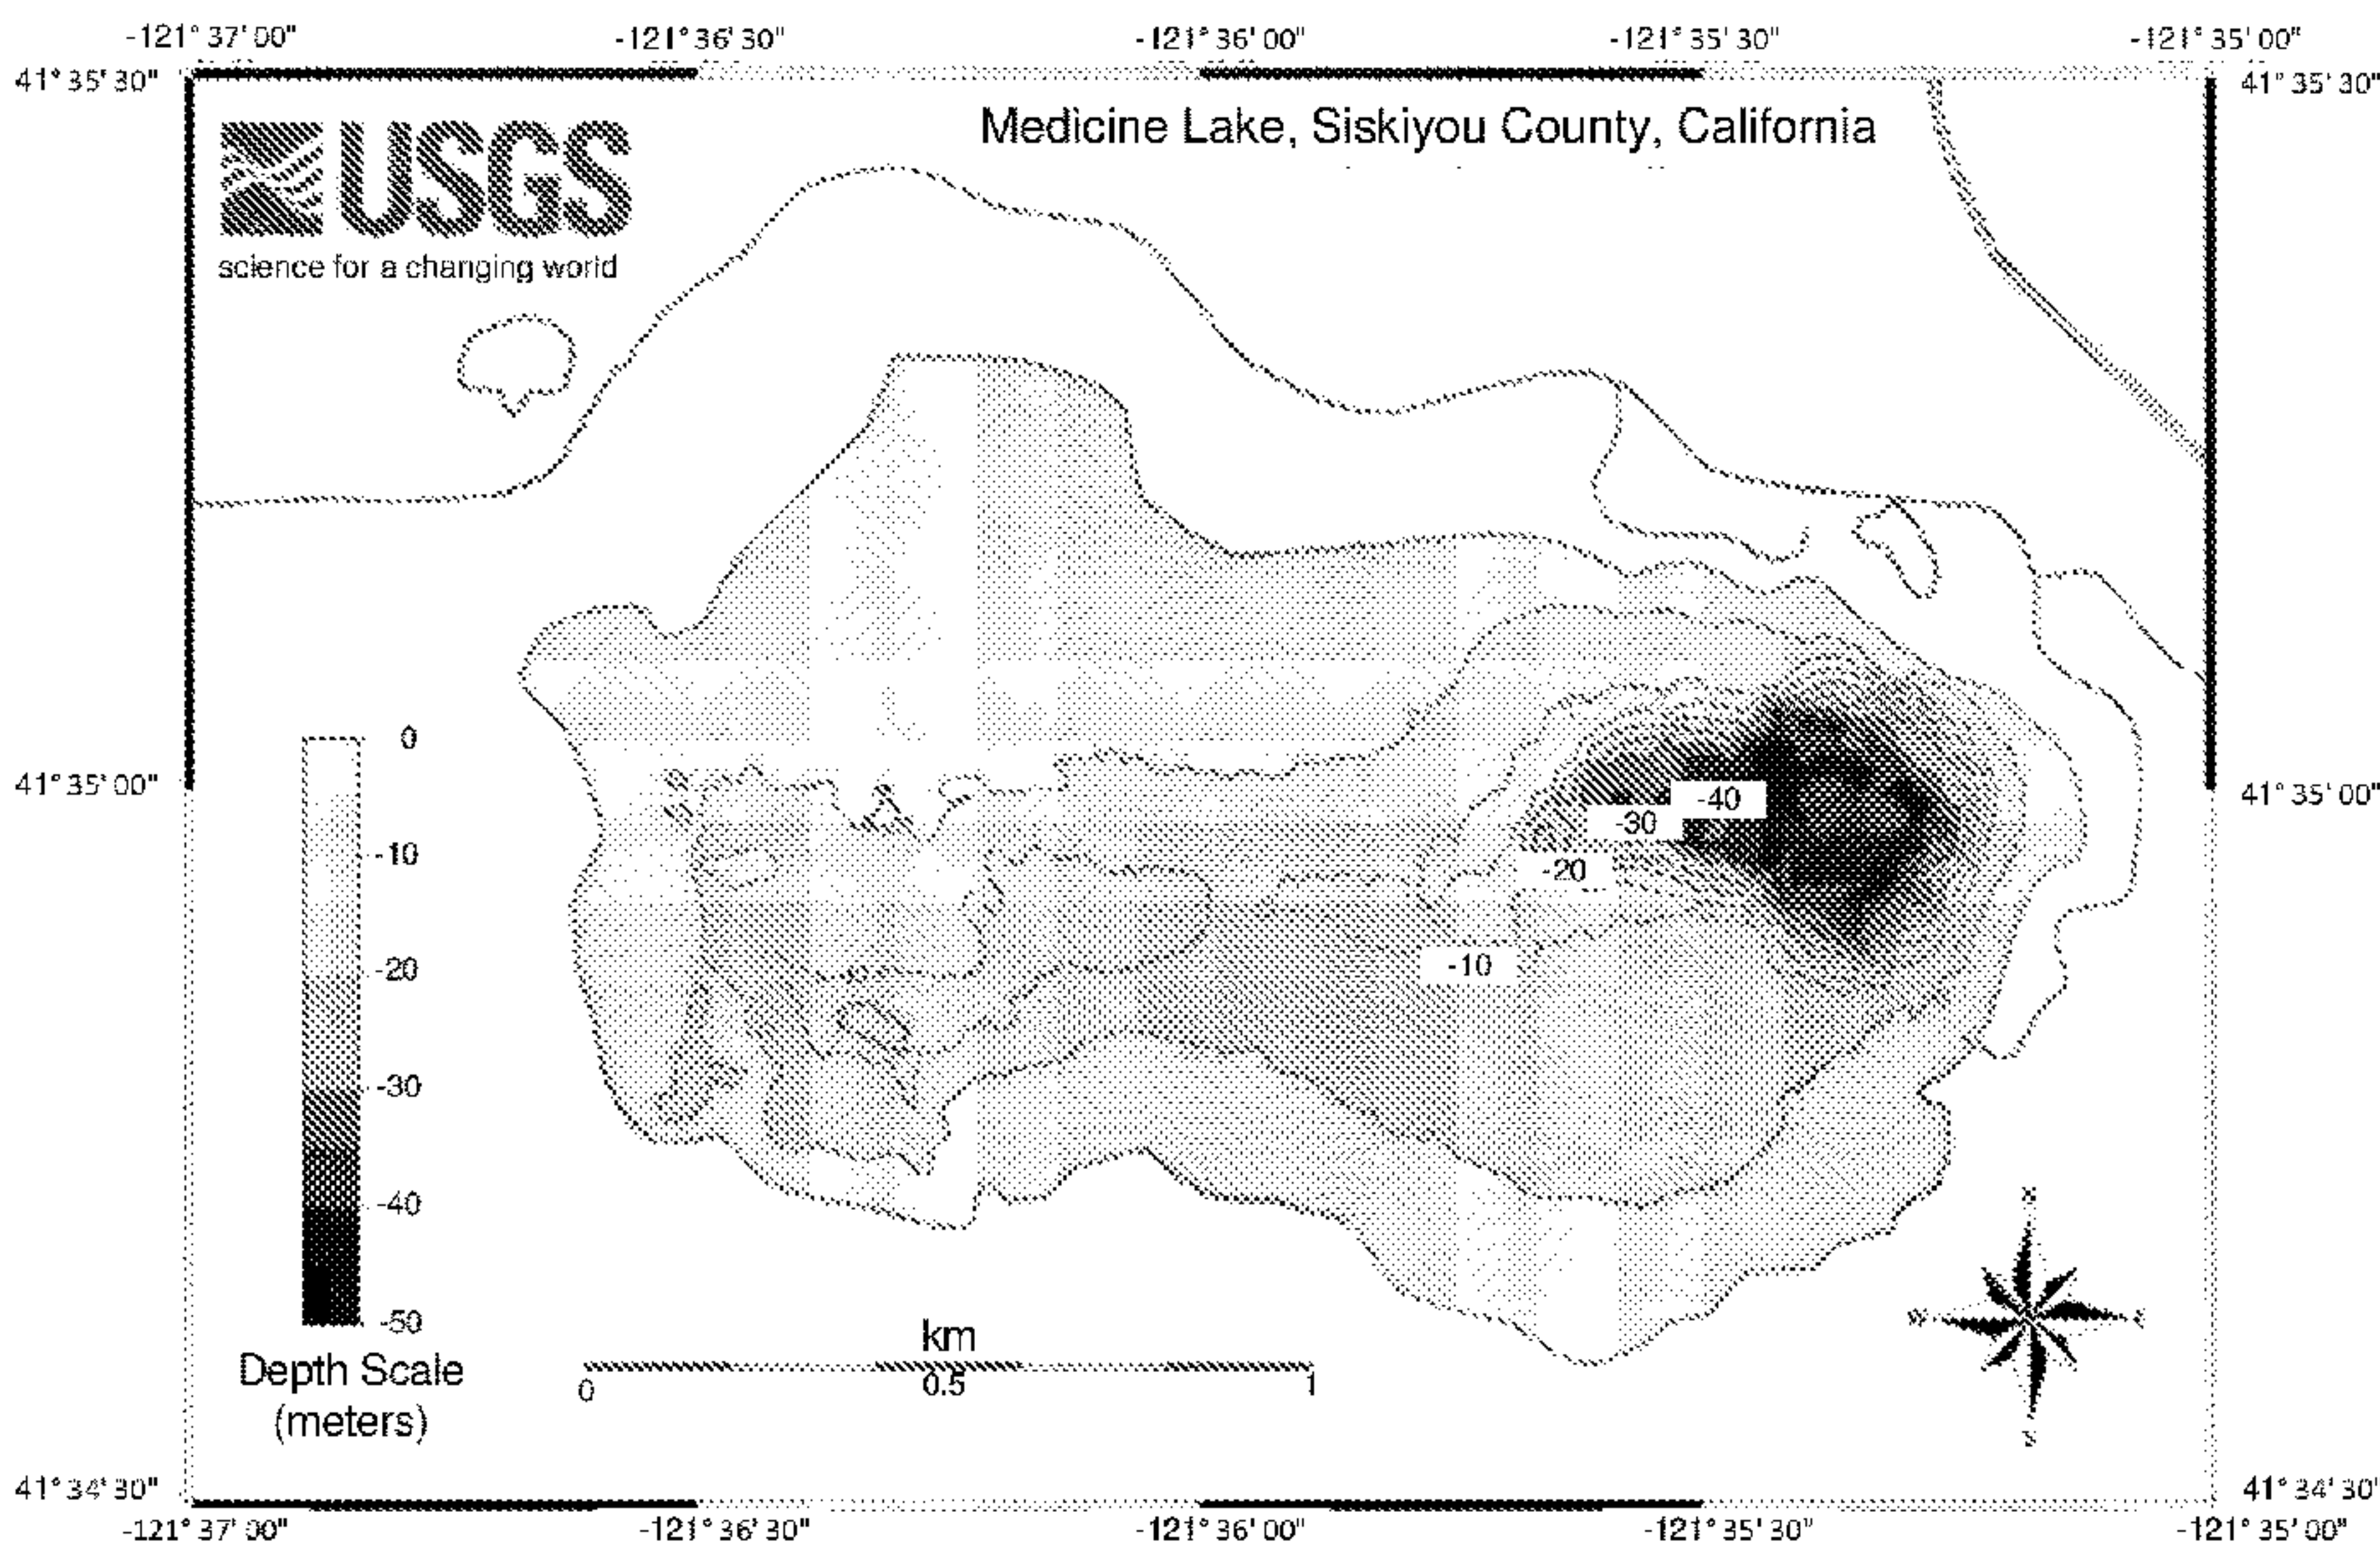 -121°37'00" -121°36'30" -121°36'00" -121°35'30" -121°35'00"
41°35'30" 41°35'30"
Medicine Lake, Siskiyou County, California
USGS
science for a changing world
0
41°35'00" 41°35'00"
-40
-30
-10
-20
-10
-20
-30
-40
-50
Depth Scale
(meters)
km
0 0.5 1
N
W E
S
41°34'30" 41°34'30"
-121°37'00" -121°36'30" -121°36'00" -121°35'30" -121°35'00"